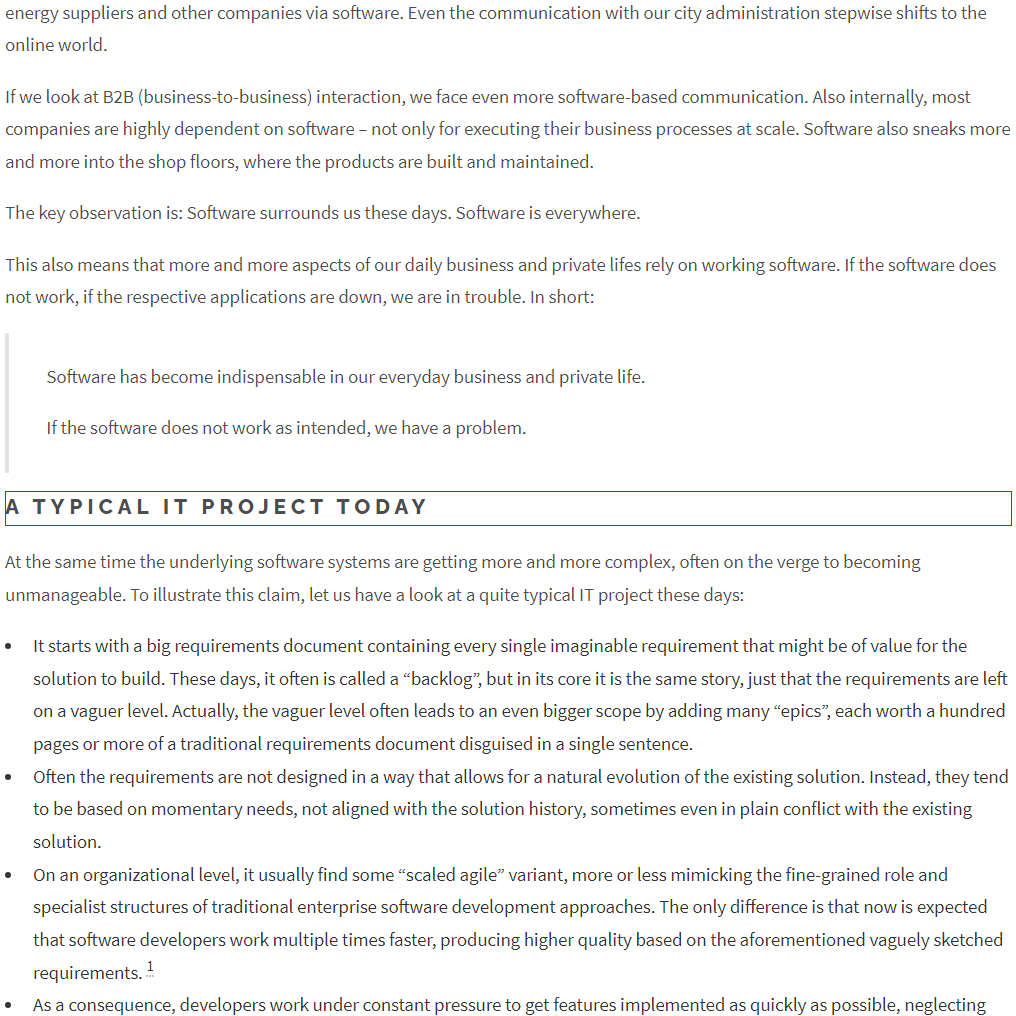 energy suppliers and other companies via software. Even the communication with our city administration stepwise shifts to the
online world.
If we look at B2B (business-to-business) interaction, we face even more software-based communication. Also internally, most
companies are highly dependent on software – not only for executing their business processes at scale. Software also sneaks more
and more into the shop floors, where the products are built and maintained.
The key observation is: Software surrounds us these days. Software is everywhere.
This also means that more and more aspects of our daily business and private lifes rely on working software. If the software does
not work, if the respective applications are down, we are in trouble. In short:
Software has become indispensable in our everyday business and private life.
If the software does not work as intended, we have a problem.
A TYPICAL IT PROJECT TODAY
At the same time the underlying software systems are getting more and more complex, often on the verge to becoming
unmanageable. To illustrate this claim, let us have a look at a quite typical IT project these days:
• It starts with a big requirements document containing every single imaginable requirement that might be of value for the
solution to build. These days, it often is called a “backlog”, but in its core it is the same story, just that the requirements are left
on a vaguer level. Actually, the vaguer level often leads to an even bigger scope by adding many “epics”, each worth a hundred
pages or more of a traditional requirements document disguised in a single sentence.
• Often the requirements are not designed in a way that allows for a natural evolution of the existing solution. Instead, they tend
to be based on momentary needs, not aligned with the solution history, sometimes even in plain conflict with the existing
solution.
• On an organizational level, it usually find some “scaled agile” variant, more or less mimicking the fine-grained role and
specialist structures of traditional enterprise software development approaches. The only difference is that now is expected
that software developers work multiple times faster, producing higher quality based on the aforementioned vaguely sketched
requirements. 1
• As a consequence, developers work under constant pressure to get features implemented as quickly as possible, neglecting